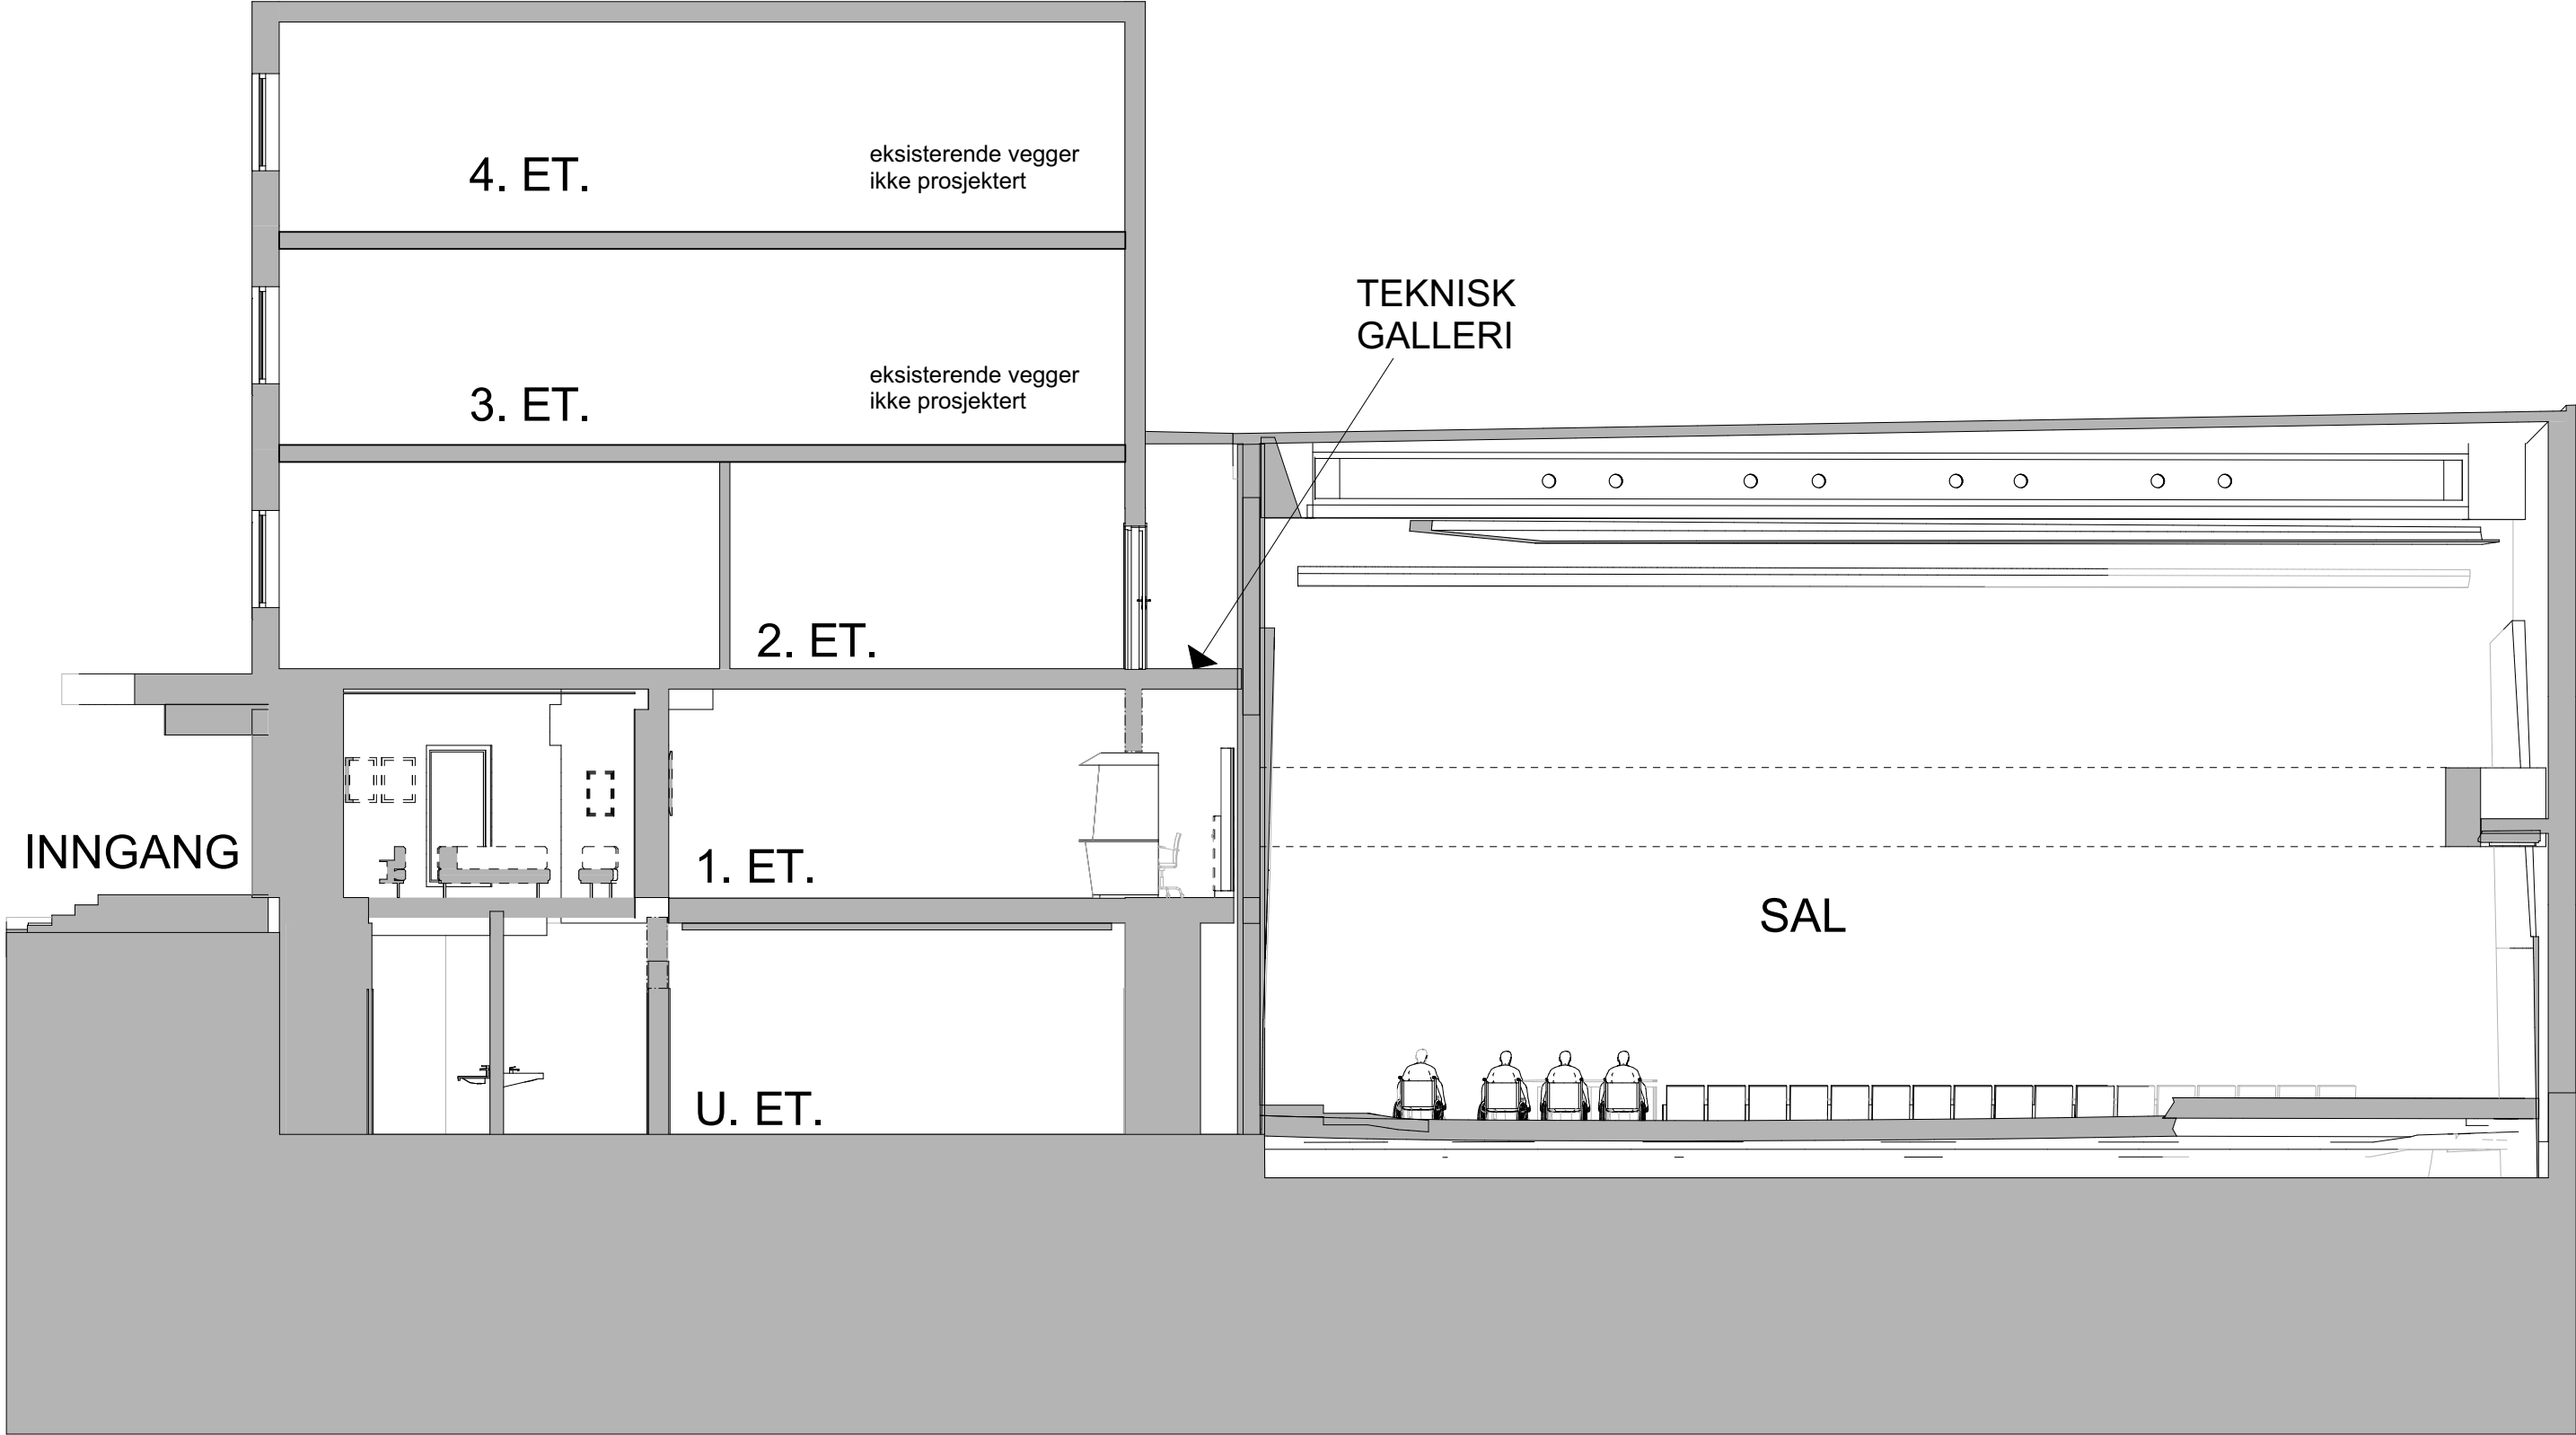 4. ET.
eksisterende vegger
ikke prosjektert
TEKNISK
GALLERI
3. ET.
eksisterende vegger
ikke prosjektert
2. ET.
INNGANG
1. ET.
SAL
U. ET.